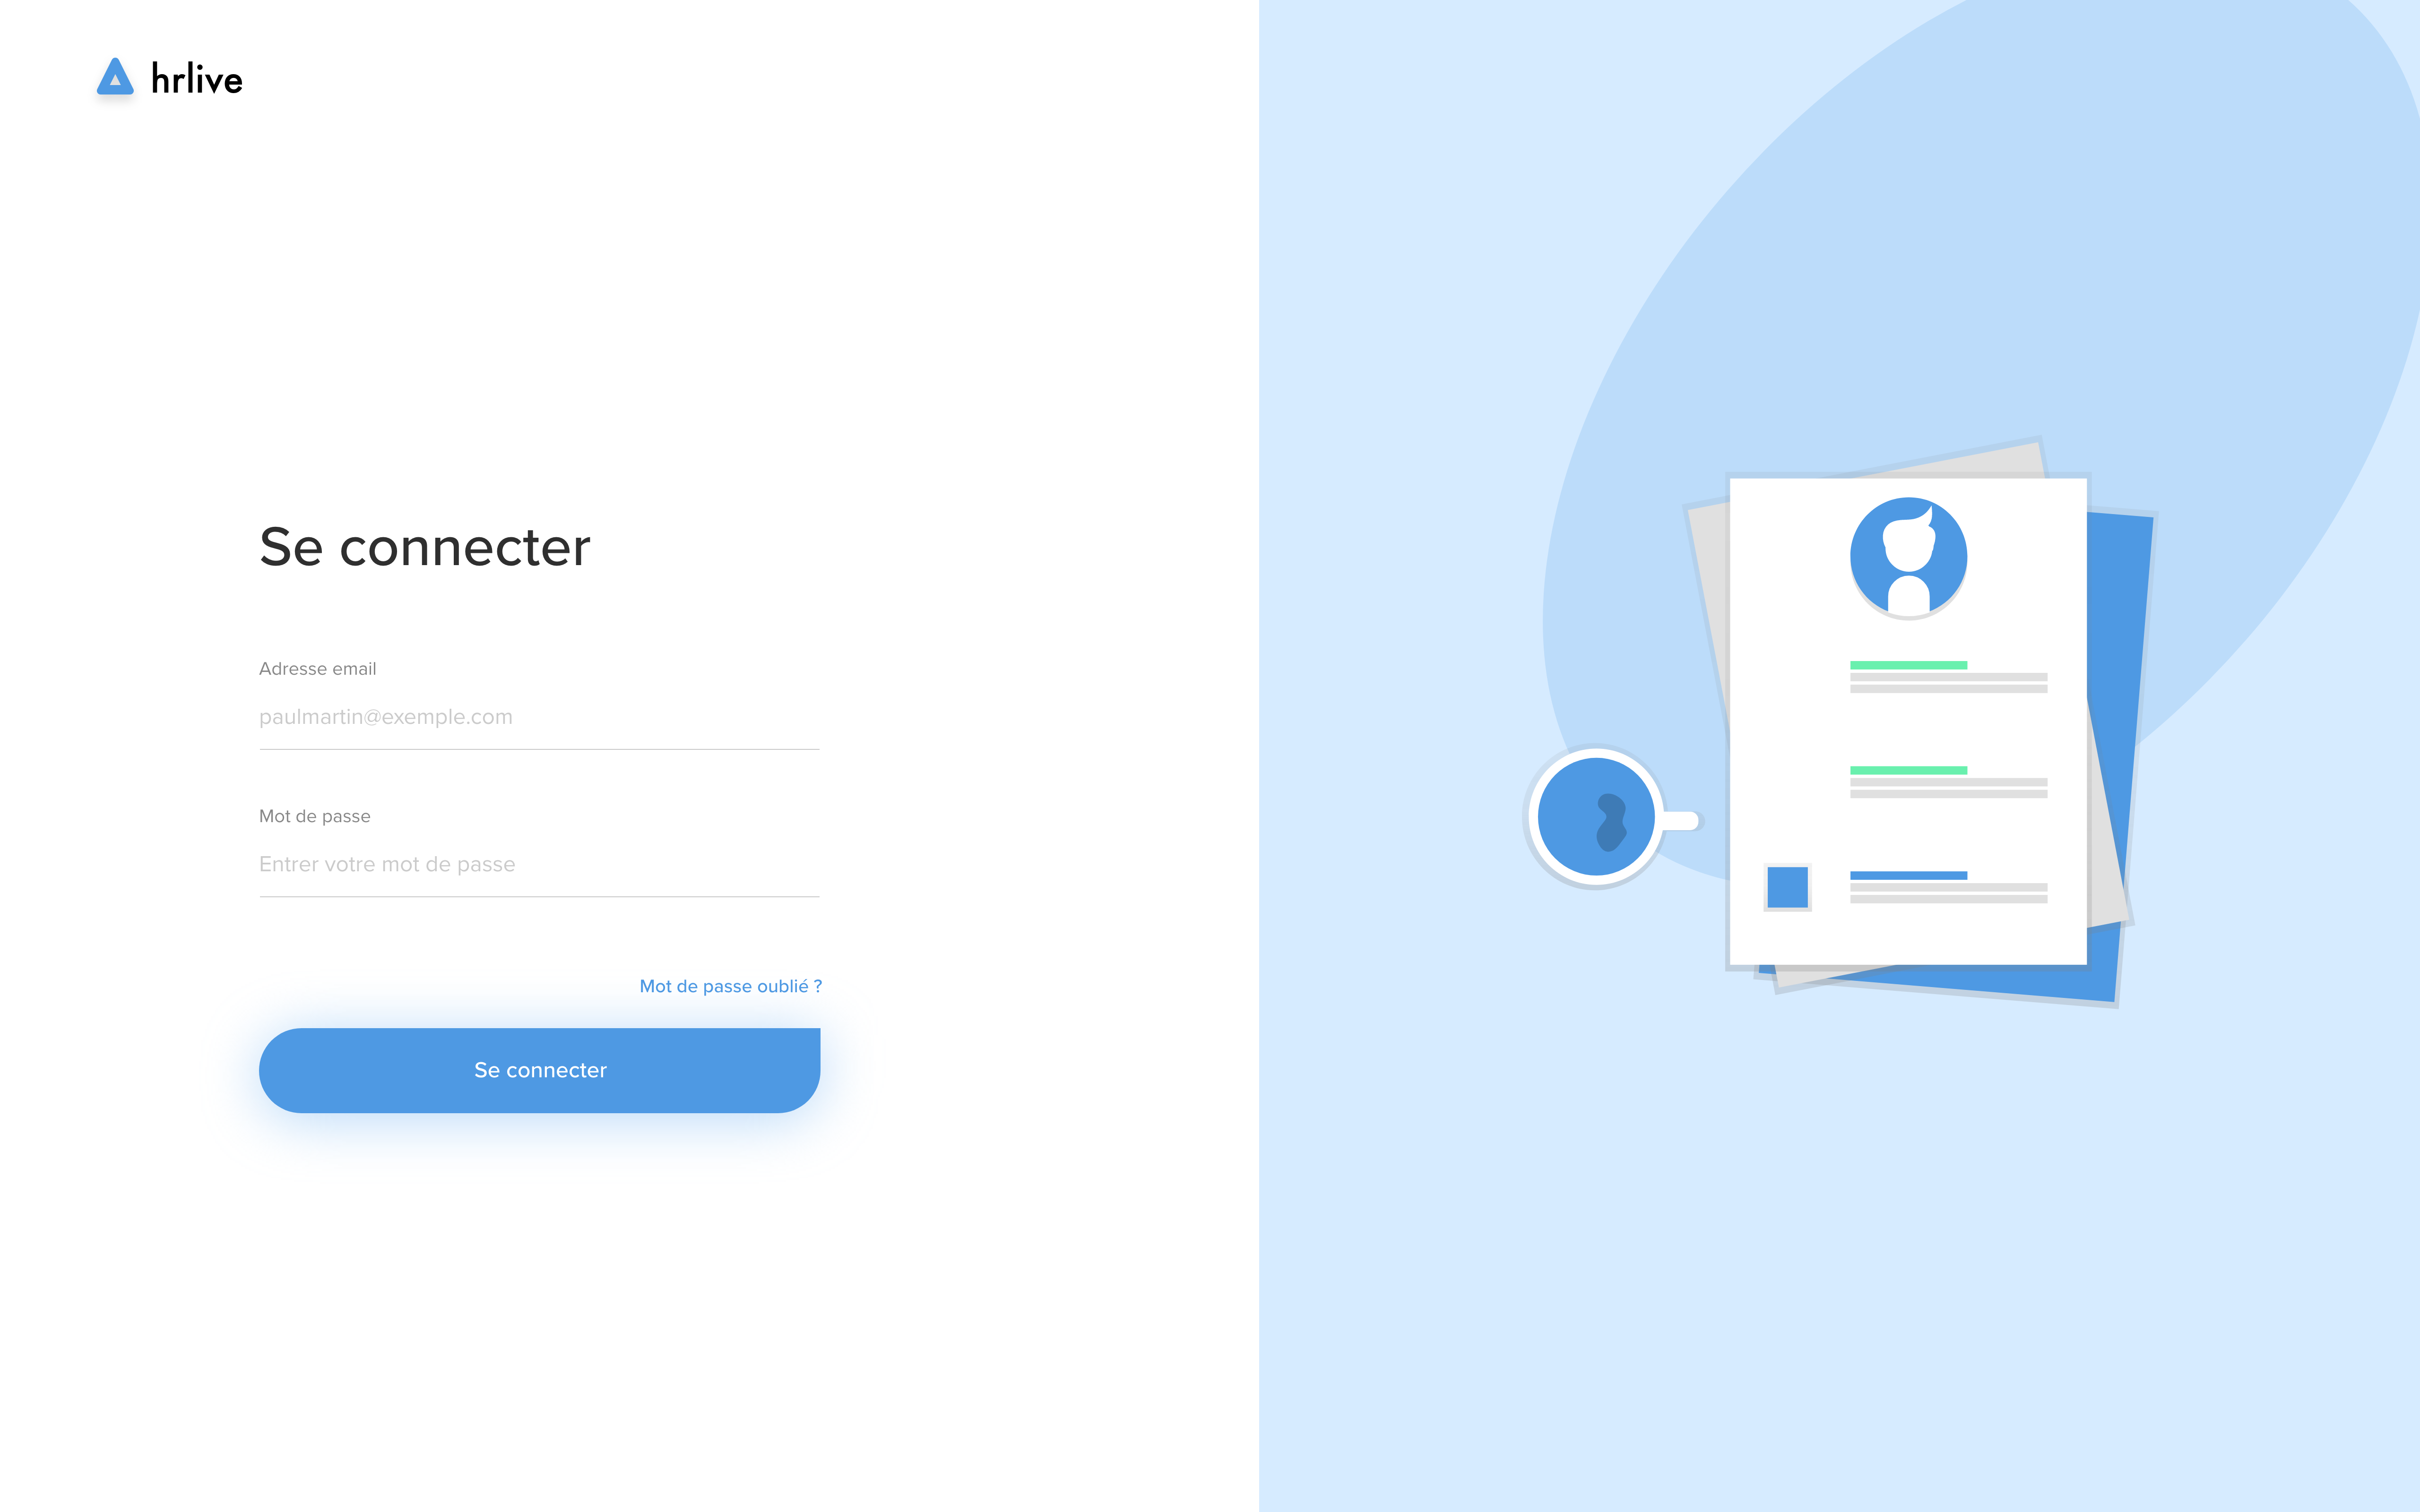 hrlive
Se connecter
Adresse email
paulmartin@exemple.com
Mot de passe
Entrer votre mot de passe
Mot de passe oublié ?
Se connecter